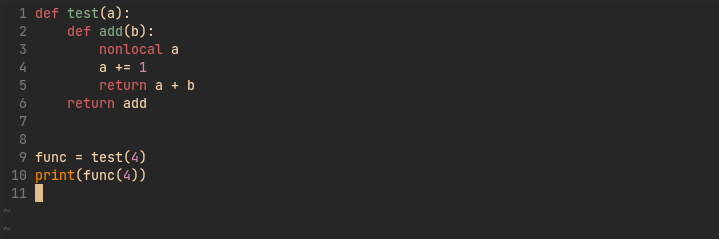 1 def test(a):
2     def add(b):
3         nonlocal a
4         a += 1
5         return a + b
6     return add
7
8
9 func = test(4)
10 print(func(4))
11
~
~